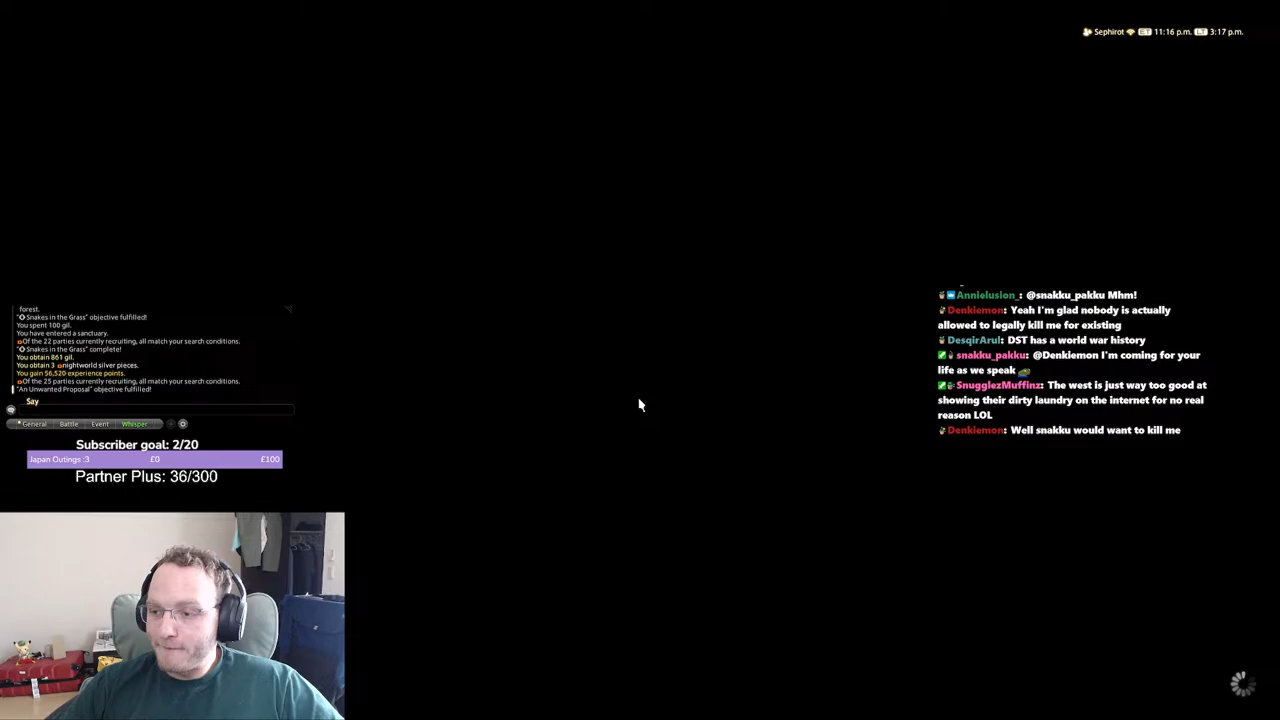 Sephirot ET 11:16 p.m. LT 3:17 p.m.
forest.
"Snakes in the Grass" objective fulfilled!
You spent 100 gil.
You have entered a sanctuary.
Of the 22 parties currently recruiting, all match your search conditions.
"Snakes in the Grass" complete!
You obtain 861 gil.
You obtain 3 nightworld silver pieces.
You gain 56,520 experience points.
Of the 25 parties currently recruiting, all match your search conditions.
"An Unwanted Proposal" objective fulfilled!
Say
General Battle Event Whisper
Subscriber goal: 2/20
Japan Outings :3 £0 £100
Partner Plus: 36/300
Annielusion_: @snakku_pakku Mhm!
Denkiemon: Yeah I'm glad nobody is actually
allowed to legally kill me for existing
DesqirArul: DST has a world war history
snakku_pakku: @Denkiemon I'm coming for your
life as we speak
SnugglezMuffinz: The west is just way too good at
showing their dirty laundry on the internet for no real
reason LOL
Denkiemon: Well snakku would want to kill me